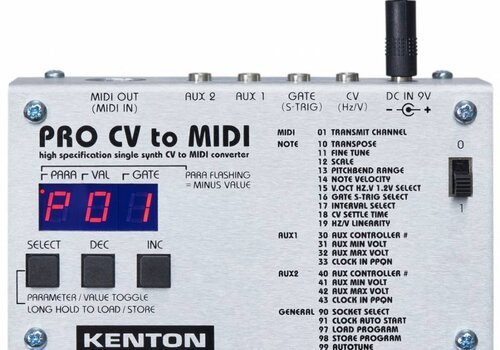 MIDI OUT
(MIDI IN)
AUX 2
AUX 1
GATE
(S-TRIG)
CV
(Hz/V)
DC IN 9V
- +
PRO CV to MIDI
high specification single synth CV to MIDI converter
PARA / VAL / GATE
PARA FLASHING
= MINUS VALUE
P01
SELECT
DEC
INC
PARAMETER / VALUE TOGGLE
LONG HOLD TO LOAD / STORE
KENTON
MIDI 01 TRANSMIT CHANNEL
NOTE 10 TRANSPOSE
11 FINE TUNE
12 SCALE
13 PITCHBEND RANGE
14 NOTE VELOCITY
15 V.OCT HZ.V 1.2V SELECT
16 GATE S-TRIG SELECT
17 INTERVAL SELECT
18 CV SETTLE TIME
19 HZ/V LINEARITY
AUX1 30 AUX CONTROLLER #
31 AUX MIN VOLT
32 AUX MAX VOLT
33 CLOCK IN PPQN
AUX2 40 AUX CONTROLLER #
41 AUX MIN VOLT
42 AUX MAX VOLT
43 CLOCK IN PPQN
GENERAL 90 SOCKET SELECT
91 CLOCK AUTO START
97 LOAD PROGRAM
98 STORE PROGRAM
99 AUTOTUNE
0
1